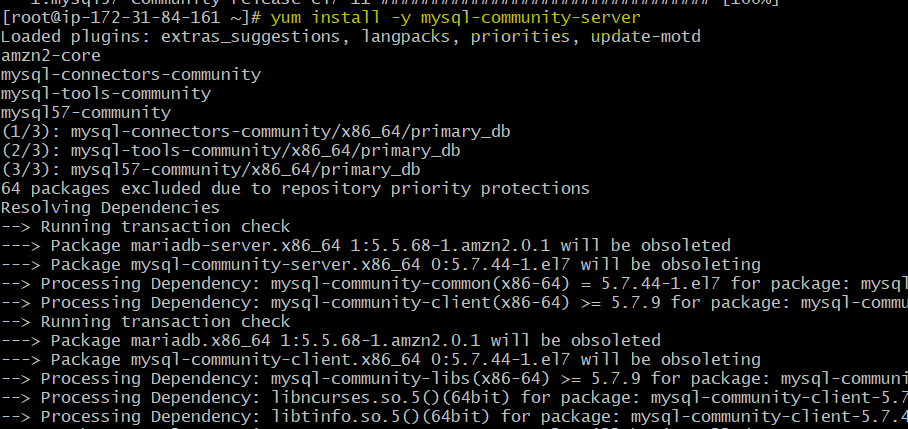 1:mysql57-community-release-el7-11 ################################# [100%]
[root@ip-172-31-84-161 ~]# yum install -y mysql-community-server
Loaded plugins: extras_suggestions, langpacks, priorities, update-motd
amzn2-core
mysql-connectors-community
mysql-tools-community
mysql57-community
(1/3): mysql-connectors-community/x86_64/primary_db
(2/3): mysql-tools-community/x86_64/primary_db
(3/3): mysql57-community/x86_64/primary_db
64 packages excluded due to repository priority protections
Resolving Dependencies
--> Running transaction check
---> Package mariadb-server.x86_64 1:5.5.68-1.amzn2.0.1 will be obsoleted
---> Package mysql-community-server.x86_64 0:5.7.44-1.el7 will be obsoleting
--> Processing Dependency: mysql-community-common(x86-64) = 5.7.44-1.el7 for package: mysql
--> Processing Dependency: mysql-community-client(x86-64) >= 5.7.9 for package: mysql-commu
--> Running transaction check
---> Package mariadb.x86_64 1:5.5.68-1.amzn2.0.1 will be obsoleted
---> Package mysql-community-client.x86_64 0:5.7.44-1.el7 will be obsoleting
--> Processing Dependency: mysql-community-libs(x86-64) >= 5.7.9 for package: mysql-communi
--> Processing Dependency: libncurses.so.5()(64bit) for package: mysql-community-client-5.7
--> Processing Dependency: libtinfo.so.5()(64bit) for package: mysql-community-client-5.7.4